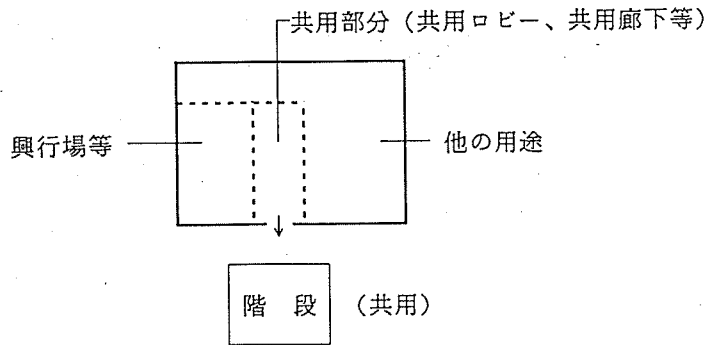 共用部分（共用ロビー、共用廊下等）
興行場等
他の用途
階 段 （共用）